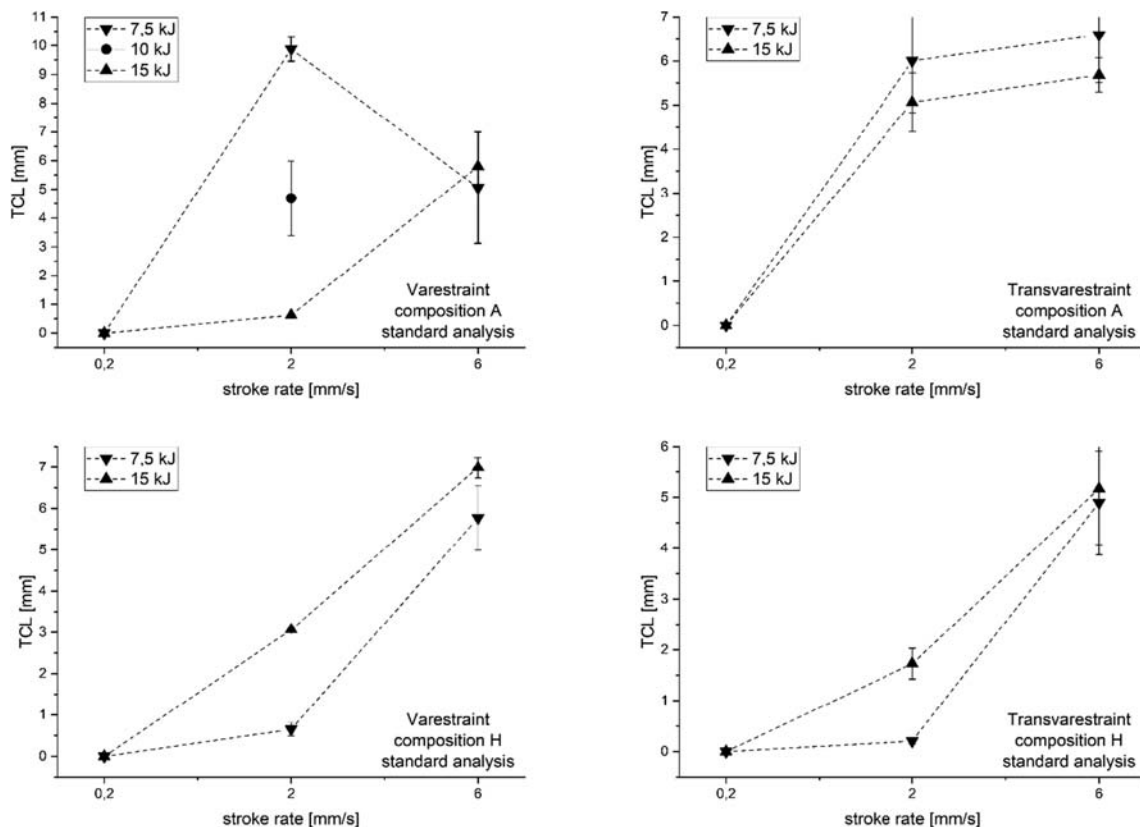 7,5 kJ
10 kJ
15 kJ
11
10
9
8
7
6
5
4
3
2
1
0
TCL [mm]
Varestraint
composition A
standard analysis
0,2
2
6
stroke rate [mm/s]
7,5 kJ
15 kJ
7
6
5
4
3
2
1
0
TCL [mm]
Transvarestraint
composition A
standard analysis
0,2
2
6
stroke rate [mm/s]
7,5 kJ
15 kJ
7
6
5
4
3
2
1
0
TCL [mm]
Varestraint
composition H
standard analysis
0,2
2
6
stroke rate [mm/s]
7,5 kJ
15 kJ
6
5
4
3
2
1
0
TCL [mm]
Transvarestraint
composition H
standard analysis
0,2
2
6
stroke rate [mm/s]